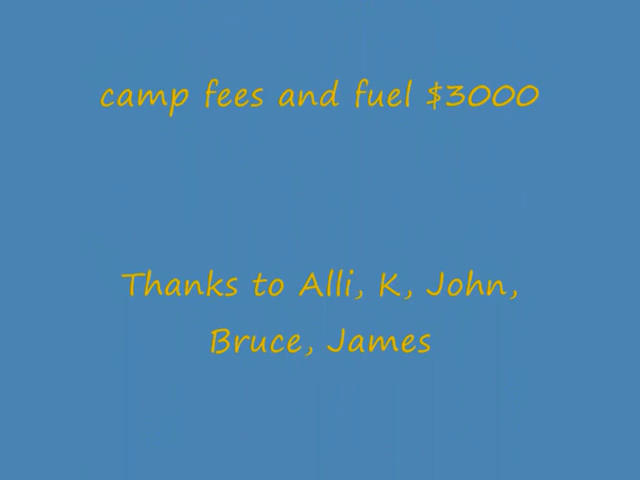 camp fees and fuel $3000
Thanks to Alli, K, John,
Bruce, James